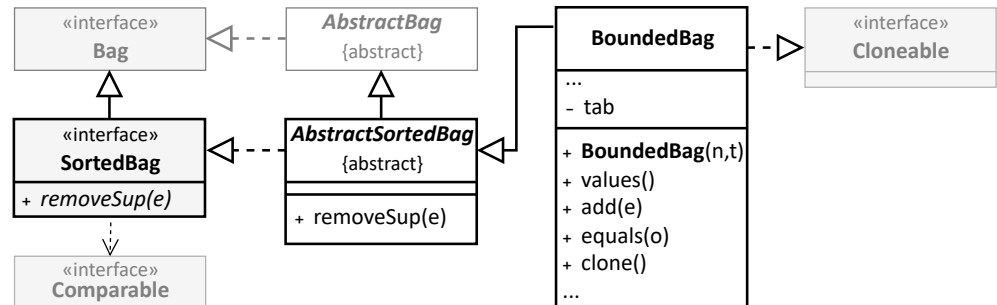 «interface»
Bag
AbstractBag
{abstract}
BoundedBag
...
- tab
+ BoundedBag(n,t)
+ values()
+ add(e)
+ equals(o)
+ clone()
...
«interface»
Cloneable
«interface»
SortedBag
+ removeSup(e)
AbstractSortedBag
{abstract}
+ removeSup(e)
«interface»
Comparable